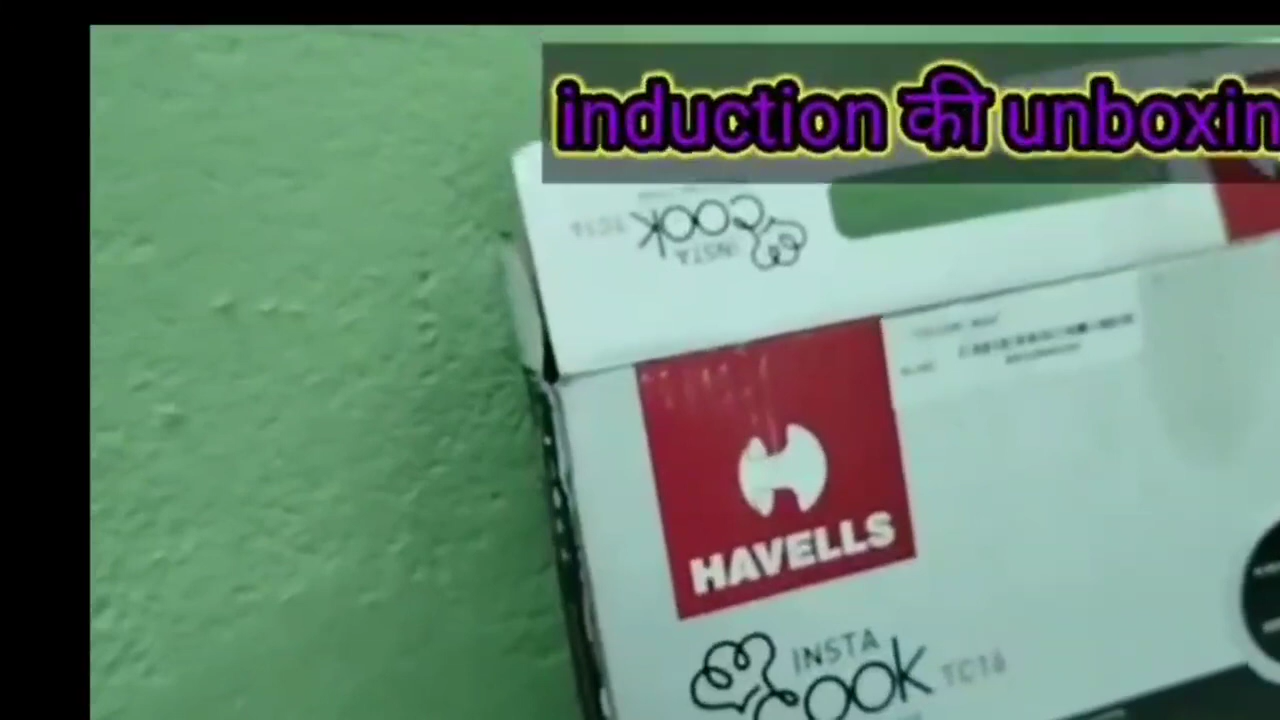 induction की unboxin
INSTA
COOK TC16
HAVELLS
INSTA
COOK TC16